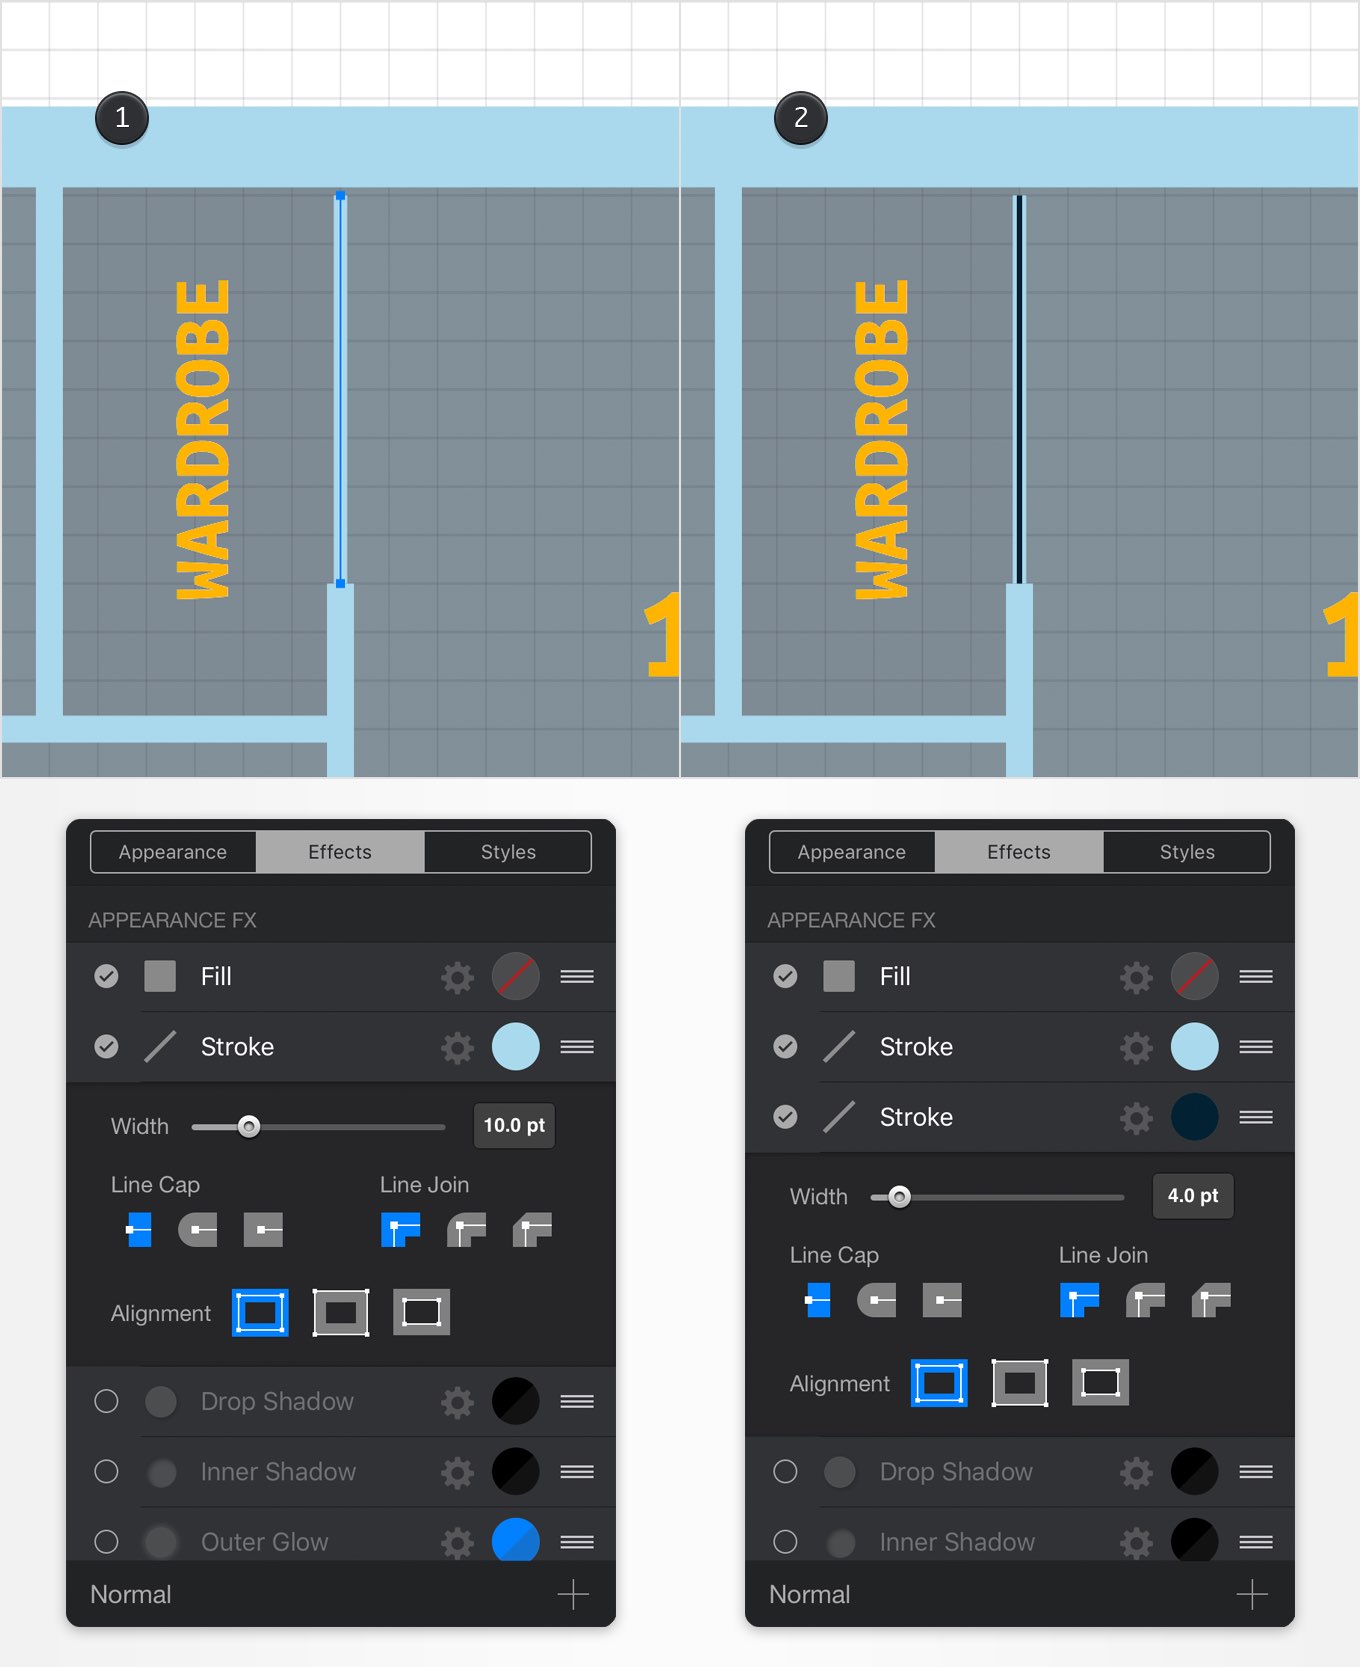 1
WARDROBE
1
2
WARDROBE
1
Appearance Effects Styles
APPEARANCE FX
Fill
Stroke
Width 10.0 pt
Line Cap Line Join
Alignment
Drop Shadow
Inner Shadow
Outer Glow
Normal
Appearance Effects Styles
APPEARANCE FX
Fill
Stroke
Stroke
Width 4.0 pt
Line Cap Line Join
Alignment
Drop Shadow
Inner Shadow
Normal